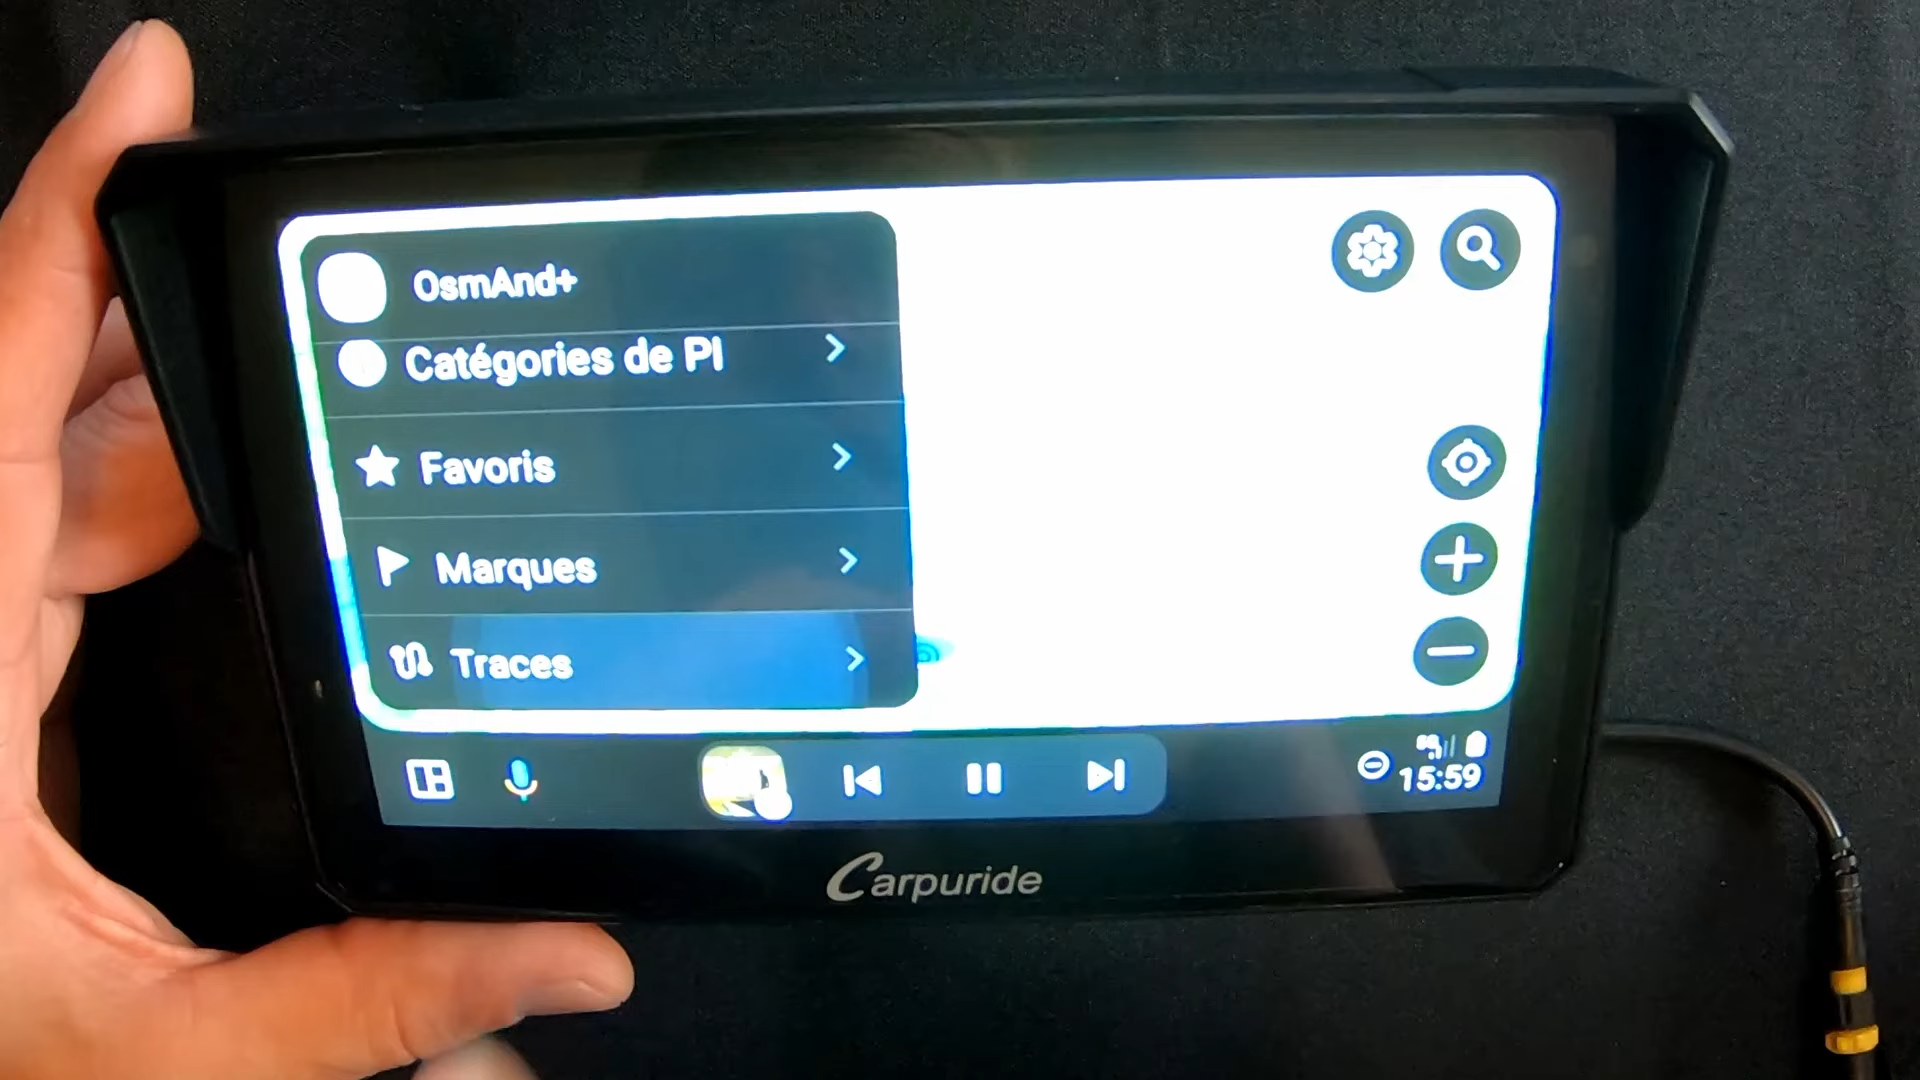 OsmAnd+
Catégories de PI
Favoris
Marques
Traces
15:59
Carpuride